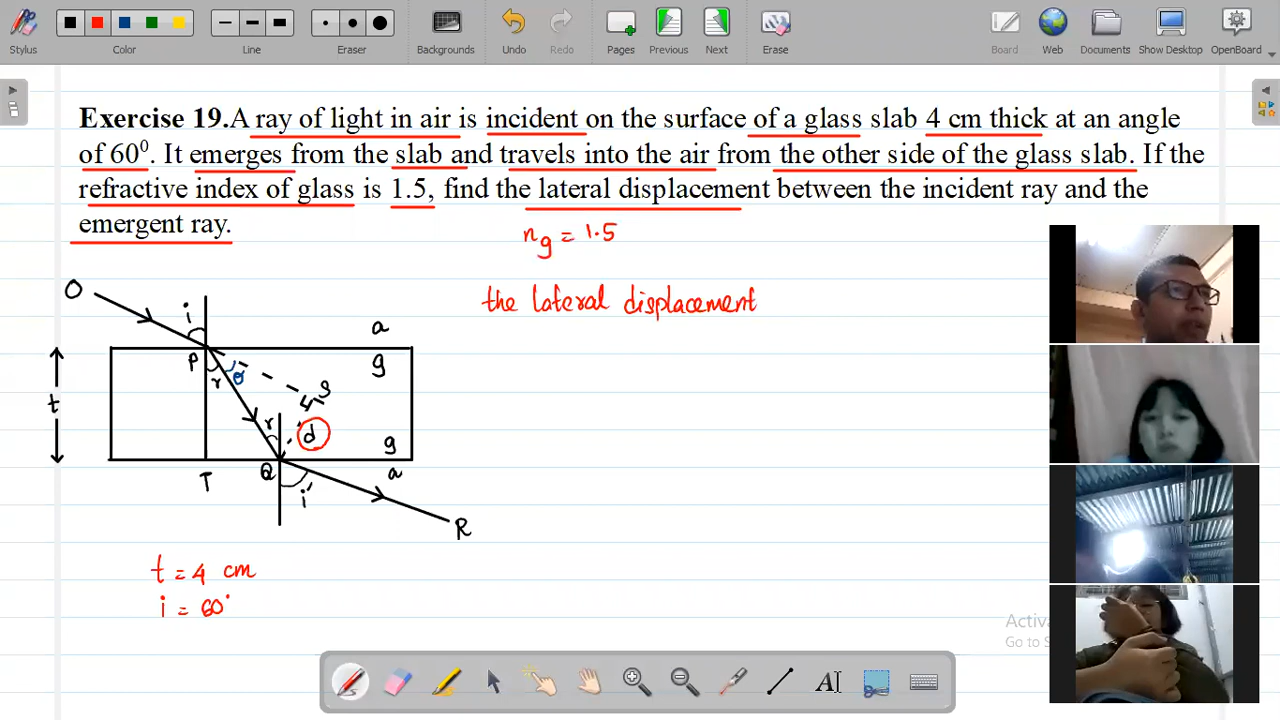 Stylus
Color
Line
Eraser
Backgrounds
Undo
Redo
Pages
Previous
Next
Erase
Board
Web
Documents
Show Desktop
OpenBoard
Exercise 19.A ray of light in air is incident on the surface of a glass slab 4 cm thick at an angle
of 60⁰. It emerges from the slab and travels into the air from the other side of the glass slab. If the
refractive index of glass is 1.5, find the lateral displacement between the incident ray and the
emergent ray.
n_g = 1.5
the lateral displacement
O
i
a
P
g
r
θ
S
t
r
d
g
T
Q
a
i'
R
t = 4 cm
i = 60°
Activa
Go to S
A